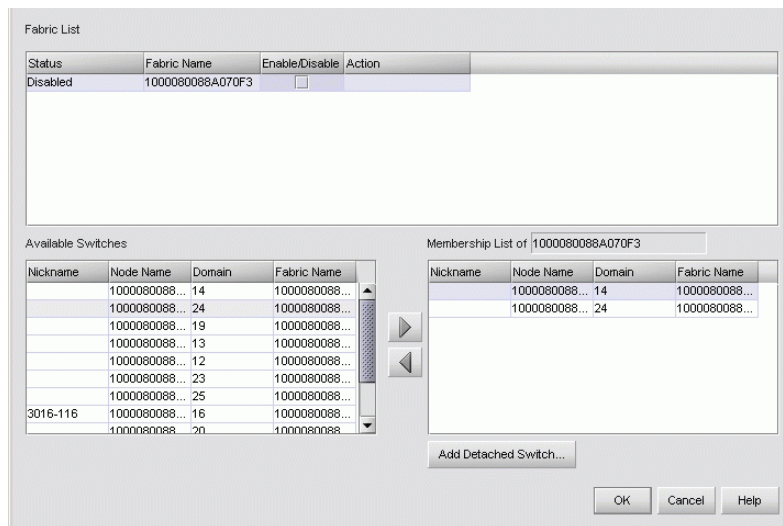 Fabric List
Status Fabric Name Enable/Disable Action
Disabled 1000080088A070F3
Available Switches
Nickname Node Name Domain Fabric Name
1000080088... 14 1000080088...
1000080088... 24 1000080088...
1000080088... 19 1000080088...
1000080088... 13 1000080088...
1000080088... 12 1000080088...
1000080088... 23 1000080088...
1000080088... 25 1000080088...
3016-116 1000080088... 16 1000080088...
1000080088 20 1000080088
Membership List of 1000080088A070F3
Nickname Node Name Domain Fabric Name
1000080088... 14 1000080088...
1000080088... 24 1000080088...
Add Detached Switch...
OK Cancel Help